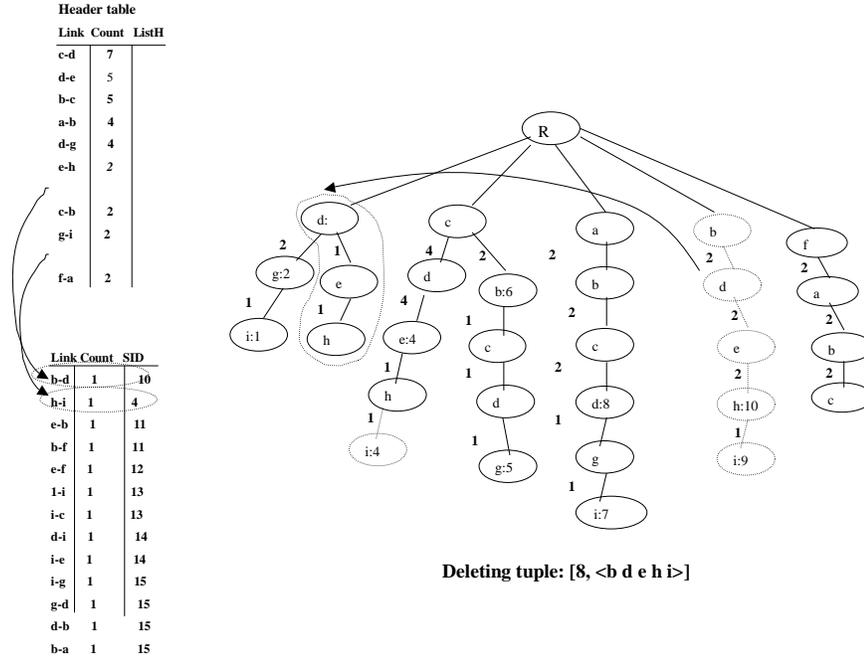 Header table
Link Count ListH
c-d 7
d-e 5
b-c 5
a-b 4
d-g 4
e-h 2
c-b 2
g-i 2
f-a 2
Link Count SID
b-d 1 10
h-i 1 4
e-b 1 11
b-f 1 11
e-f 1 12
1-i 1 13
i-c 1 13
d-i 1 14
i-e 1 14
i-g 1 15
g-d 1 15
d-b 1 15
b-a 1 15
R
d: c a b f
2 1 4 2 2 2 2
g:2 e d b:6 b d a
1 1 4 1 2 2 2
i:1 h e:4 c c e b
1 1 2 2 2
h d d:8 h:10 c
1 1 1 1
i:4 g:5 g i:9
1
i:7
Deleting tuple: [8, <b d e h i>]